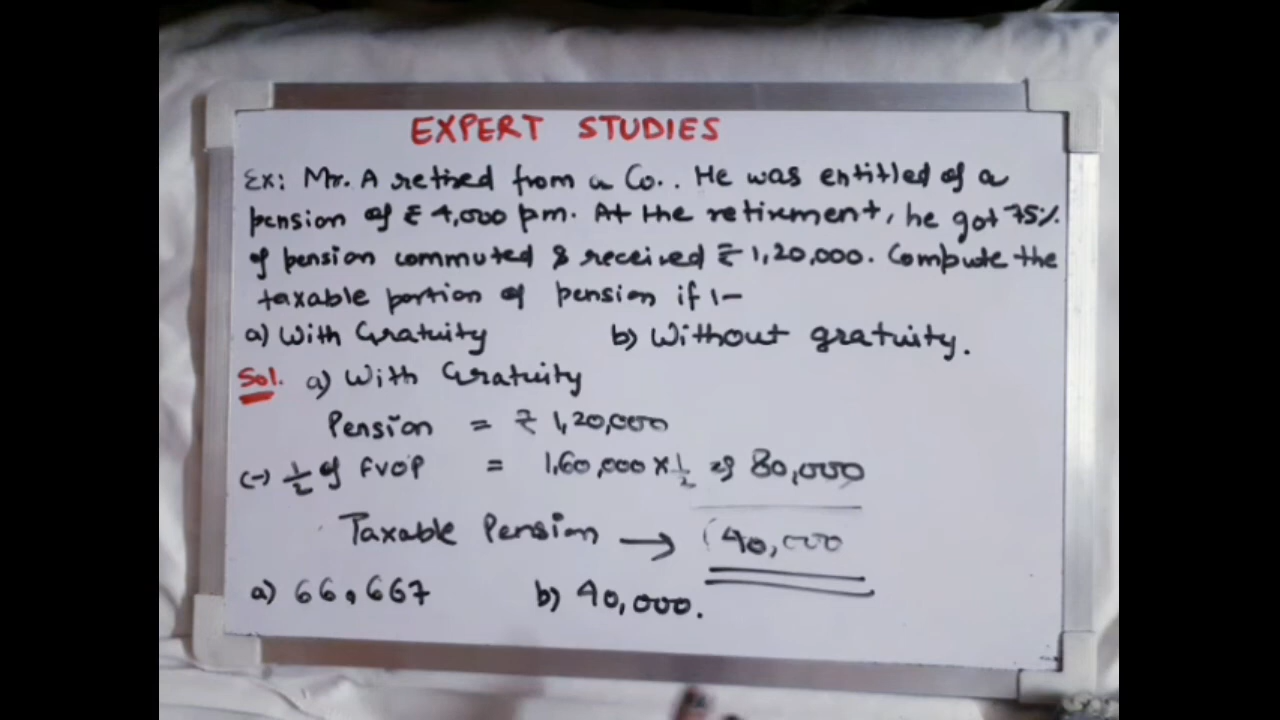 EXPERT STUDIES
Ex: Mr. A retired from a Co.. He was entitled of a
pension of ₹ 4,000 pm. At the retirement, he got 75%
of pension commuted & received ₹ 1,20,000. Compute the
taxable portion of pension if :-
a) With Gratuity b) Without gratuity.
Sol. a) With Gratuity
Pension = ₹ 1,20,000
(-) 1/2 of FVOP = 1,60,000 × 1/2 ⇒ 80,000
Taxable Pension → 40,000
a) 66,667 b) 40,000.